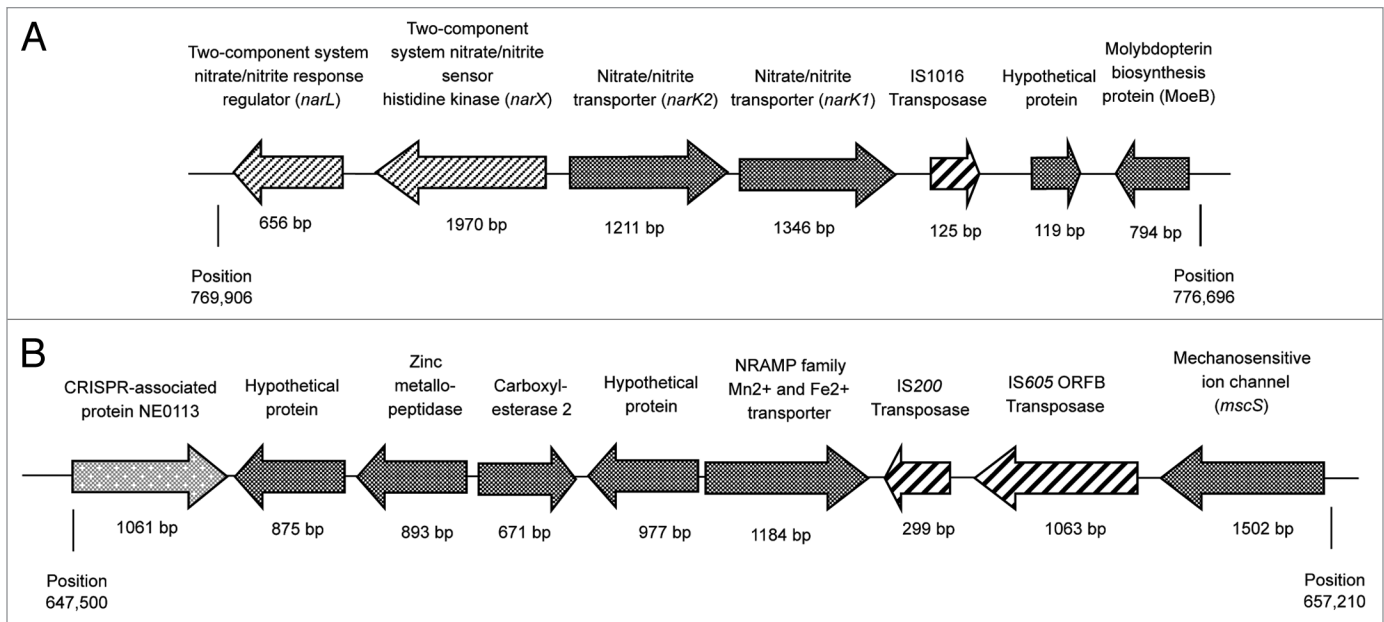 A
Two-component system
nitrate/nitrite response
regulator (narL)
Two-component
system nitrate/nitrite
sensor
histidine kinase (narX)
Nitrate/nitrite
transporter (narK2)
Nitrate/nitrite
transporter (narK1)
IS1016
Transposase
Hypothetical
protein
Molybdopterin
biosynthesis
protein (MoeB)
656 bp
1970 bp
1211 bp
1346 bp
125 bp
119 bp
794 bp
Position
769,906
Position
776,696
B
CRISPR-associated
protein NE0113
Hypothetical
protein
Zinc
metallo-
peptidase
Carboxyl-
esterase 2
Hypothetical
protein
NRAMP family
Mn2+ and Fe2+
transporter
IS200
Transposase
IS605 ORFB
Transposase
Mechanosensitive
ion channel
(mscS)
1061 bp
875 bp
893 bp
671 bp
977 bp
1184 bp
299 bp
1063 bp
1502 bp
Position
647,500
Position
657,210